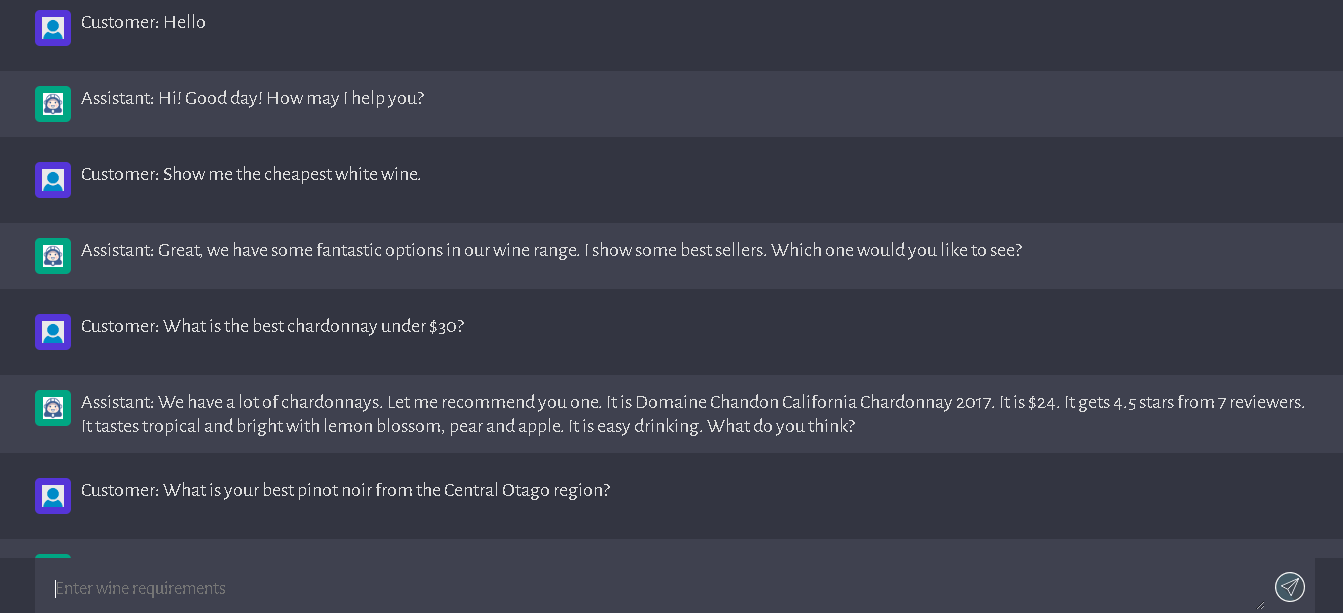 Customer: Hello
Assistant: Hi! Good day! How may I help you?
Customer: Show me the cheapest white wine.
Assistant: Great, we have some fantastic options in our wine range. I show some best sellers. Which one would you like to see?
Customer: What is the best chardonnay under $30?
Assistant: We have a lot of chardonnays. Let me recommend you one. It is Domaine Chandon California Chardonnay 2017. It is $24. It gets 4.5 stars from 7 reviewers.
It tastes tropical and bright with lemon blossom, pear and apple. It is easy drinking. What do you think?
Customer: What is your best pinot noir from the Central Otago region?
Enter wine requirements